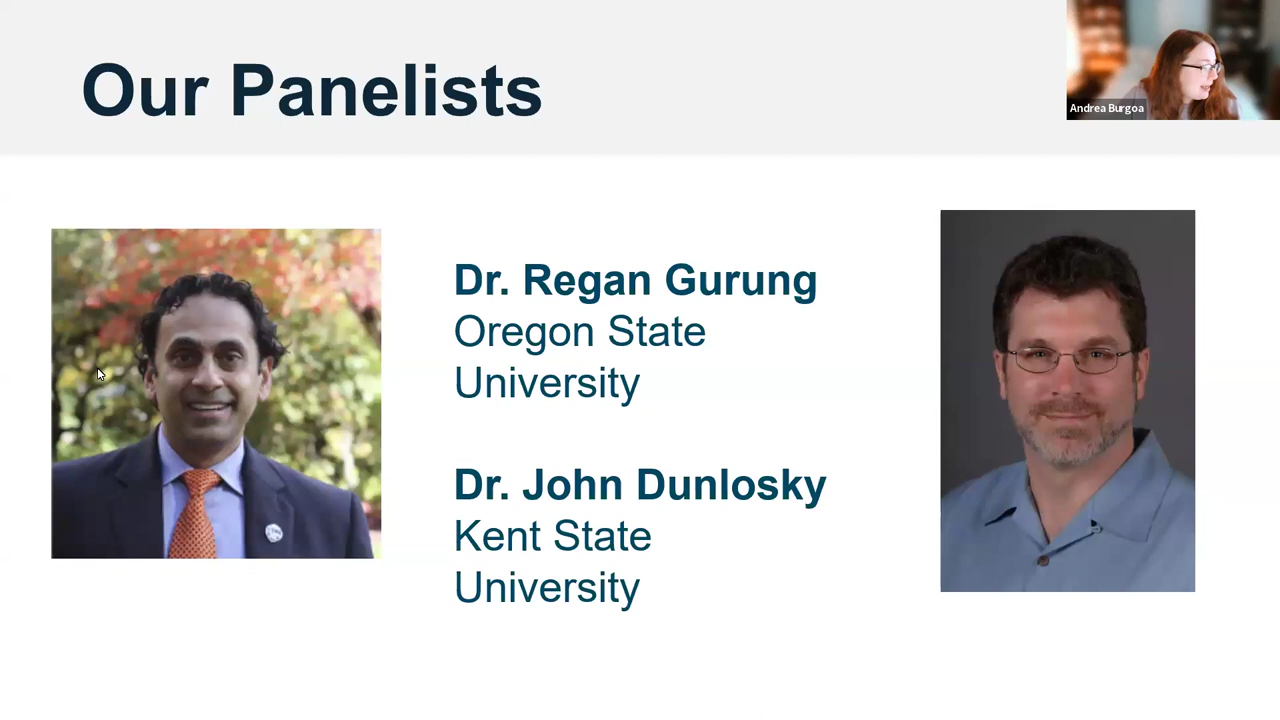 Our Panelists
Andrea Burgoa
Dr. Regan Gurung
Oregon State
University
Dr. John Dunlosky
Kent State
University